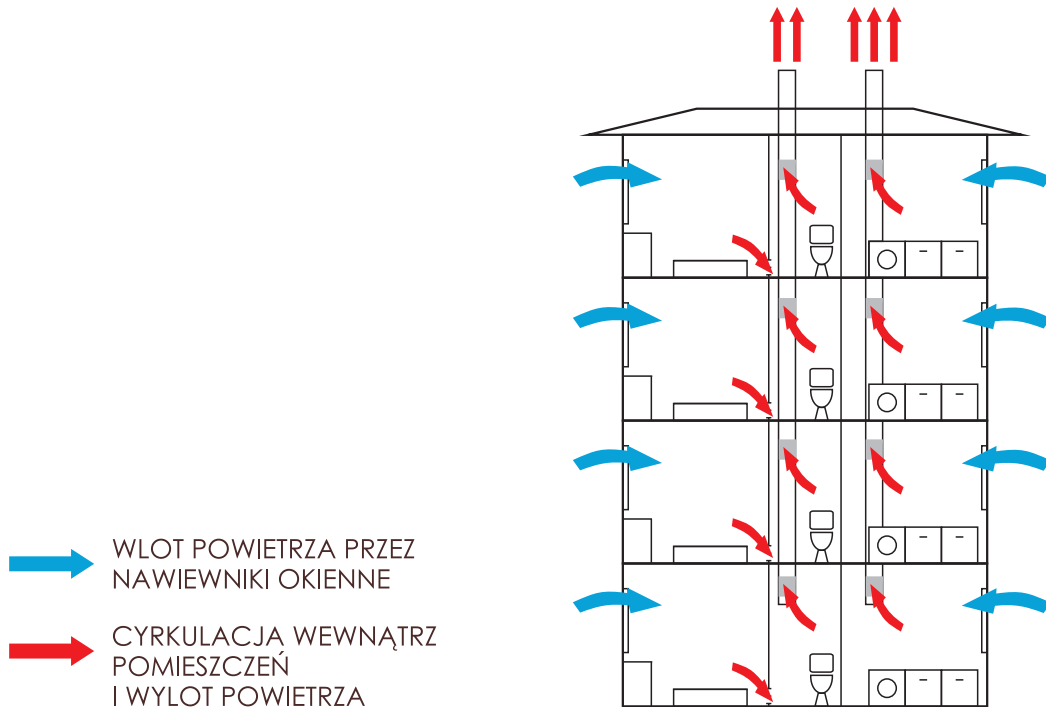 WLOT POWIETRZA PRZEZ
NAWIEWNIKI OKIENNE
CYRKULACJA WEWNĄTRZ
POMIESZCZEŃ
I WYLOT POWIETRZA